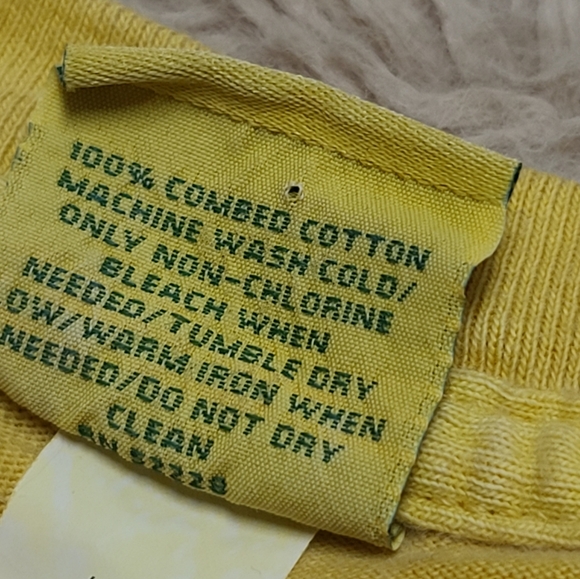 100% COMBED COTTON
MACHINE WASH COLD/
ONLY NON-CHLORINE
BLEACH WHEN
NEEDED/TUMBLE DRY
OW/WARM IRON WHEN
NEEDED/DO NOT DRY
CLEAN